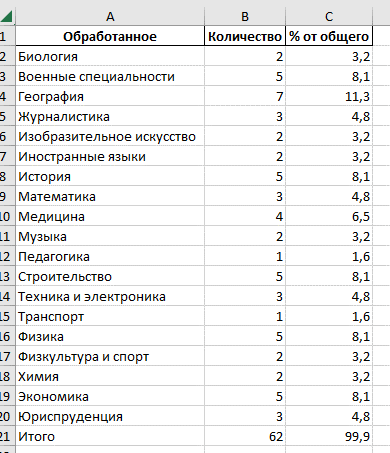 A B C
1 Обработанное Количество % от общего
2 Биология 2 3,2
3 Военные специальности 5 8,1
4 География 7 11,3
5 Журналистика 3 4,8
6 Изобразительное искусство 2 3,2
7 Иностранные языки 2 3,2
8 История 5 8,1
9 Математика 3 4,8
10 Медицина 4 6,5
11 Музыка 2 3,2
12 Педагогика 1 1,6
13 Строительство 5 8,1
14 Техника и электроника 3 4,8
15 Транспорт 1 1,6
16 Физика 5 8,1
17 Физкультура и спорт 2 3,2
18 Химия 2 3,2
19 Экономика 5 8,1
20 Юриспруденция 3 4,8
21 Итого 62 99,9